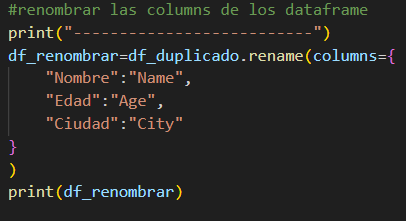 #renombrar las columns de los dataframe
print("--------------------------")
df_renombrar=df_duplicado.rename(columns={
    "Nombre":"Name",
    "Edad":"Age",
    "Ciudad":"City"
}
)
print(df_renombrar)